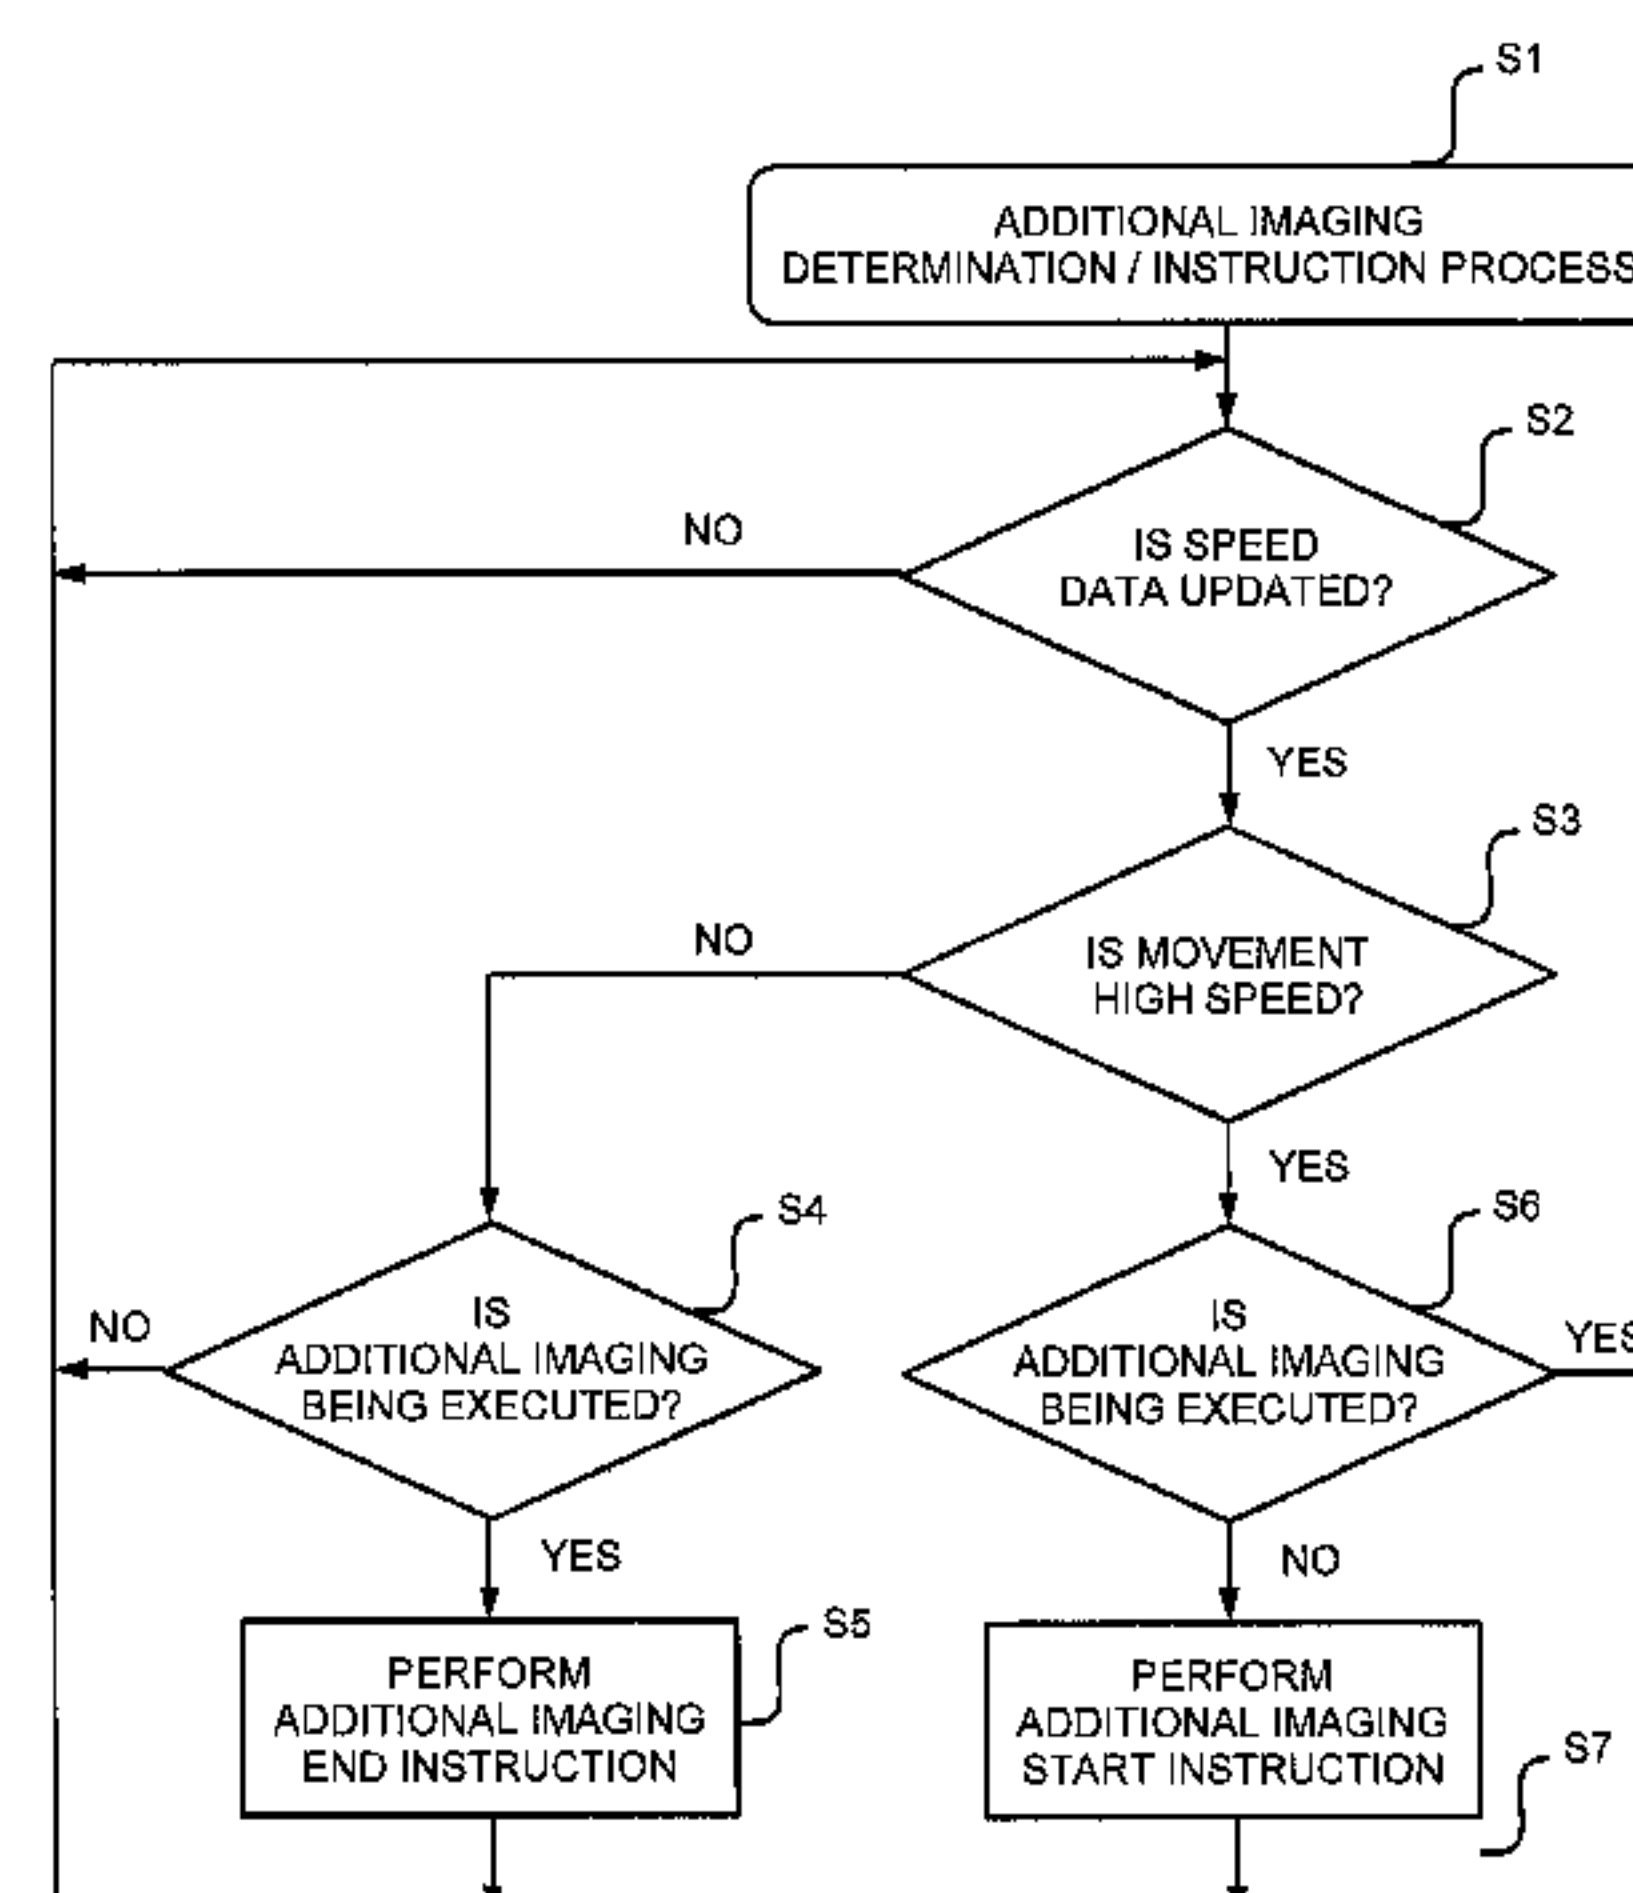 S1
ADDITIONAL IMAGING
DETERMINATION / INSTRUCTION PROCESS
S2
NO
IS SPEED
DATA UPDATED?
YES
S3
NO
IS MOVEMENT
HIGH SPEED?
YES
S4
S6
NO
IS
ADDITIONAL IMAGING
BEING EXECUTED?
IS
ADDITIONAL IMAGING
BEING EXECUTED?
YES
YES
NO
S5
PERFORM
ADDITIONAL IMAGING
END INSTRUCTION
PERFORM
ADDITIONAL IMAGING
START INSTRUCTION
S7